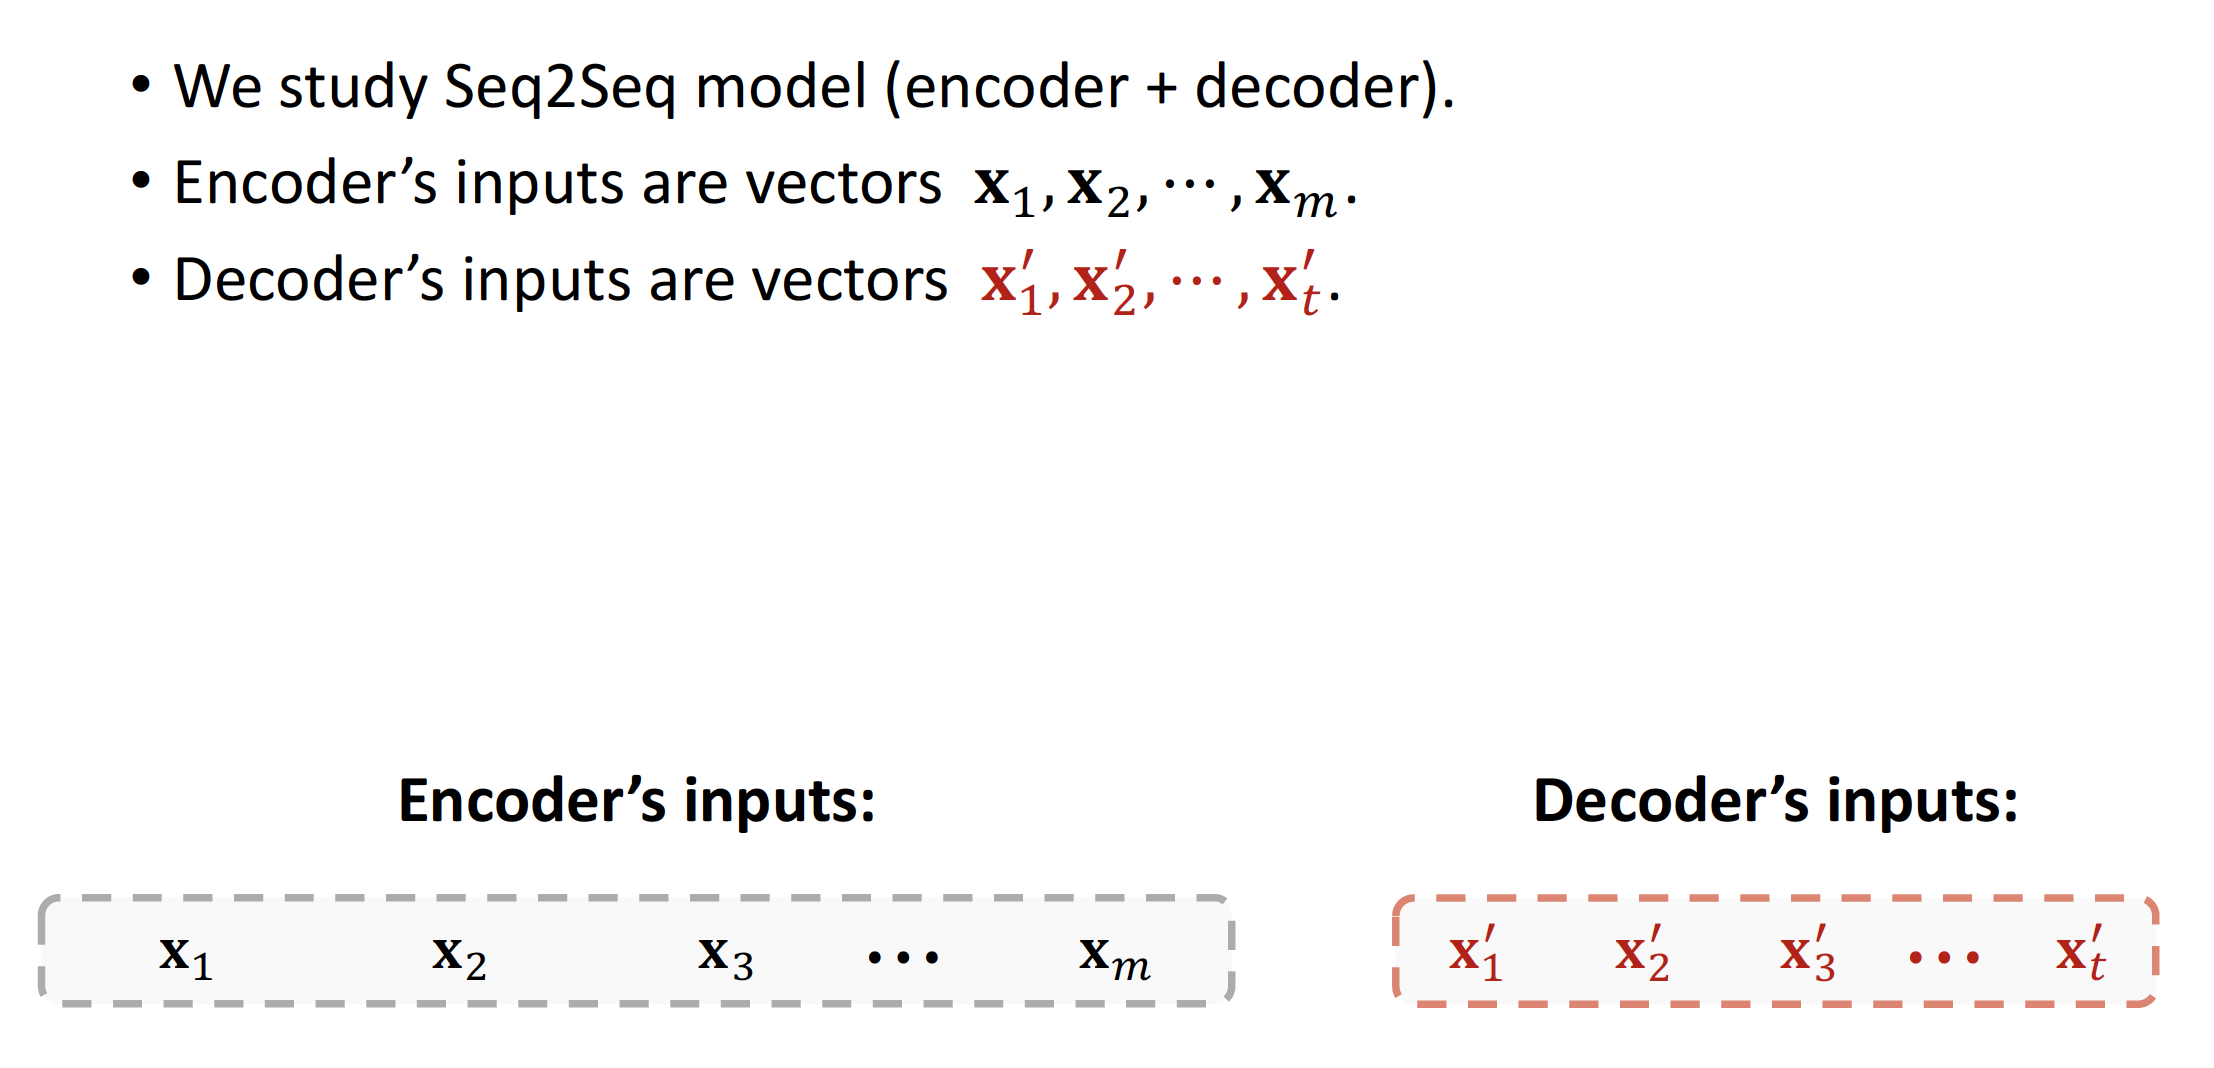 • We study Seq2Seq model (encoder + decoder).
• Encoder’s inputs are vectors x₁, x₂, ⋯ , xₘ.
• Decoder’s inputs are vectors x′₁, x′₂, ⋯ , x′ₜ.
Encoder’s inputs: Decoder’s inputs:
x₁ x₂ x₃ ⋯ xₘ x′₁ x′₂ x′₃ ⋯ x′ₜ